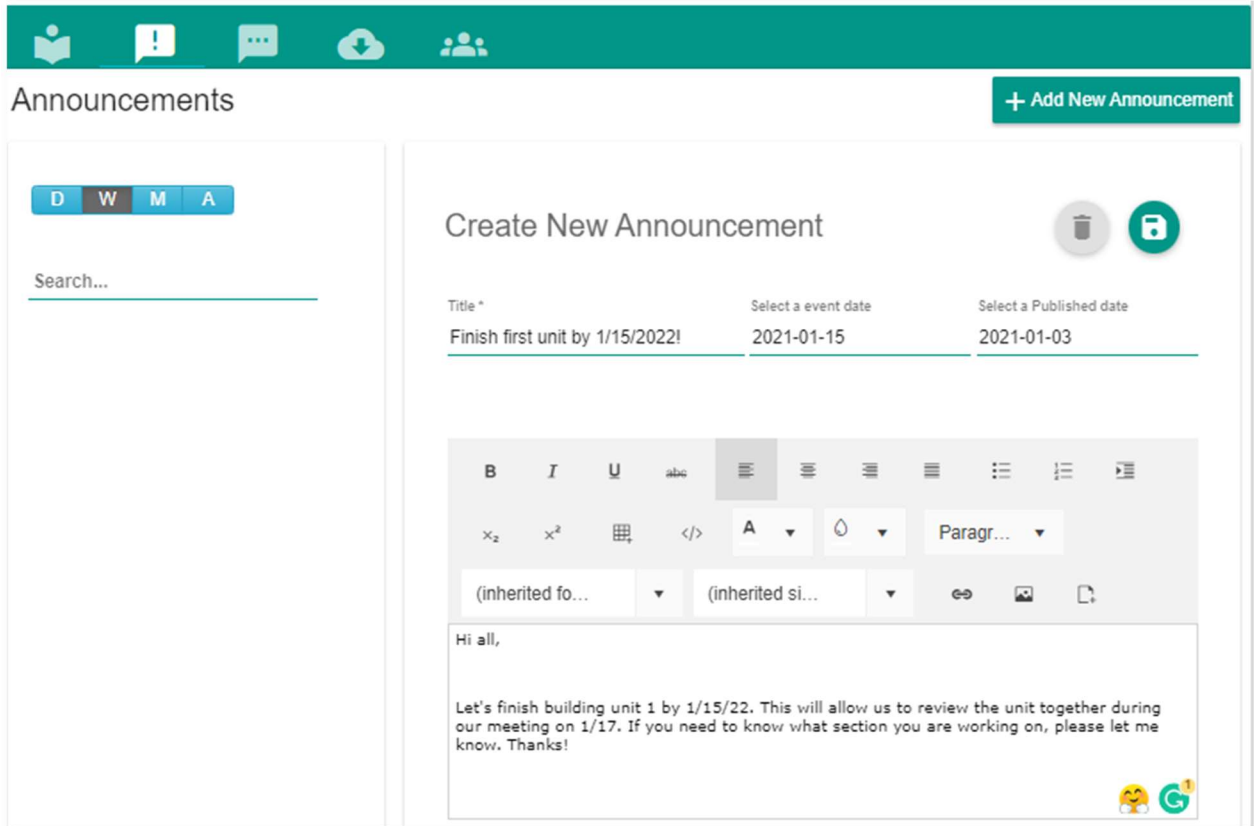 Announcements
+ Add New Announcement
D W M A
Search...
Create New Announcement
Title *
Select a event date
Select a Published date
Finish first unit by 1/15/2022!
2021-01-15
2021-01-03
B I U abc
x₂ x² </> A Paragr...
(inherited fo... (inherited si...
Hi all,
Let's finish building unit 1 by 1/15/22. This will allow us to review the unit together during
our meeting on 1/17. If you need to know what section you are working on, please let me
know. Thanks!
G 1